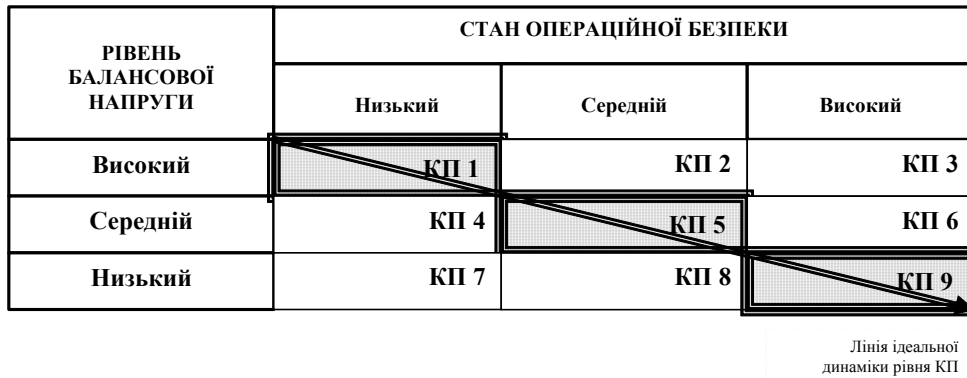 СТАН ОПЕРАЦІЙНОЇ БЕЗПЕКИ
РІВЕНЬ
БАЛАНСОВОЇ
НАПРУГИ
Низький Середній Високий
Високий КП 1 КП 2 КП 3
Середній КП 4 КП 5 КП 6
Низький КП 7 КП 8 КП 9
Лінія ідеальної
динаміки рівня КП